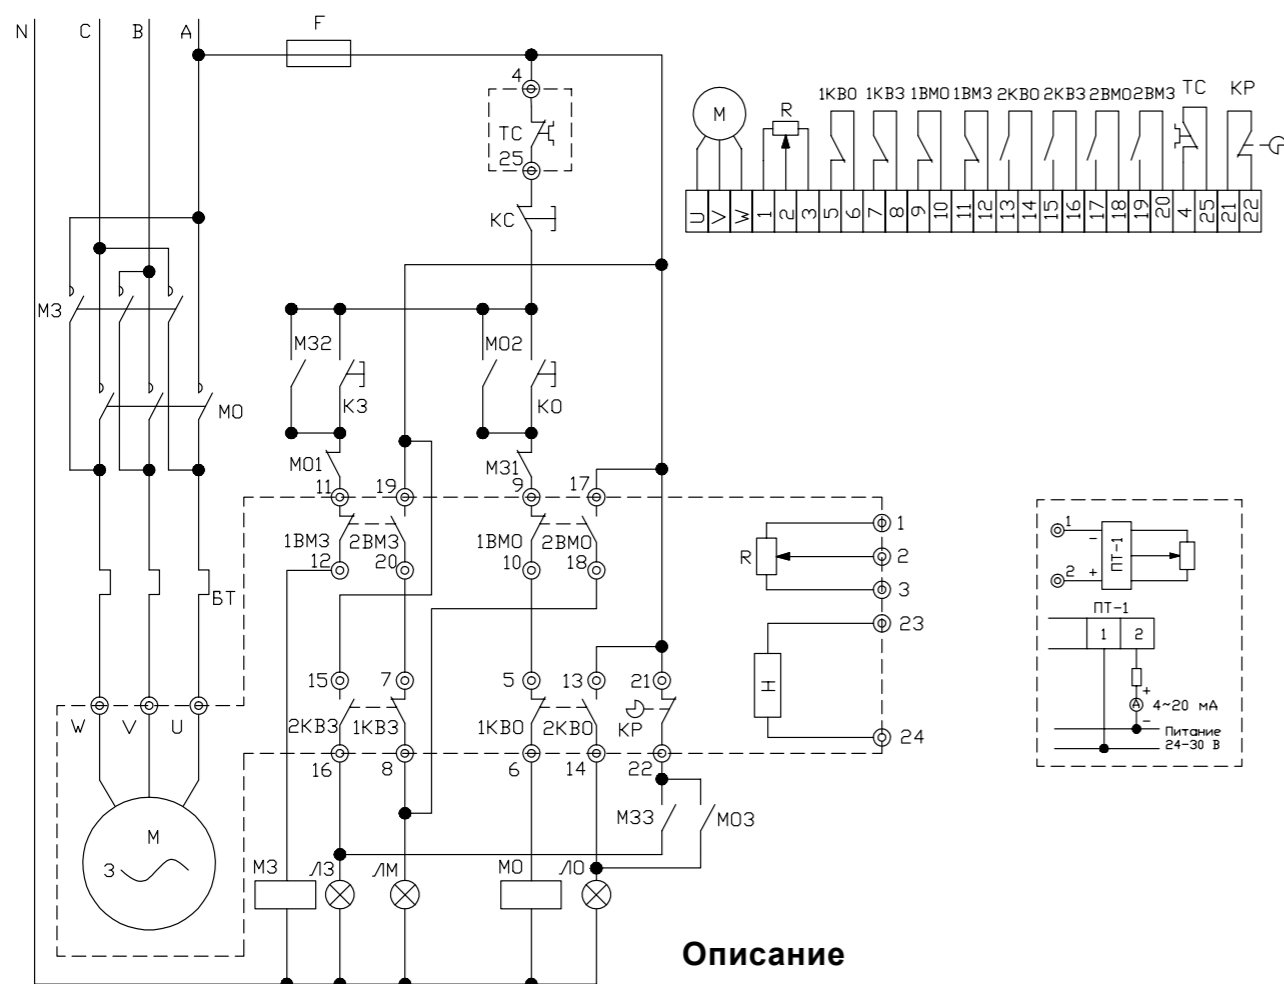 N C B A F
4
ТС
25
КС
М3
М32 К3
М02 К0
М0
М01
М31
11 19 9 17
1ВМ3 2ВМ3 1ВМ0 2ВМ0
12 20 10 18
БТ
15 7 5 13 21
2КВ3 1КВ3 1КВ0 2КВ0 КР
16 8 6 14 22
W V U
М
3
М33 М03
М3 Л3 ЛМ М0 Л0
R
1
2
3
23
Н
24
М R 1КВ0 1КВ3 1ВМ0 1ВМ3 2КВ0 2КВ3 2ВМ0 2ВМ3 ТС КР
U V W 1 2 3 5 6 7 8 9 10 11 12 13 14 15 16 17 18 19 20 4 25 21 22
1 −
ПТ-1
2 +
ПТ-1
1 2
+
А 4~20 мА
−
Питание
24-30 В
Описание